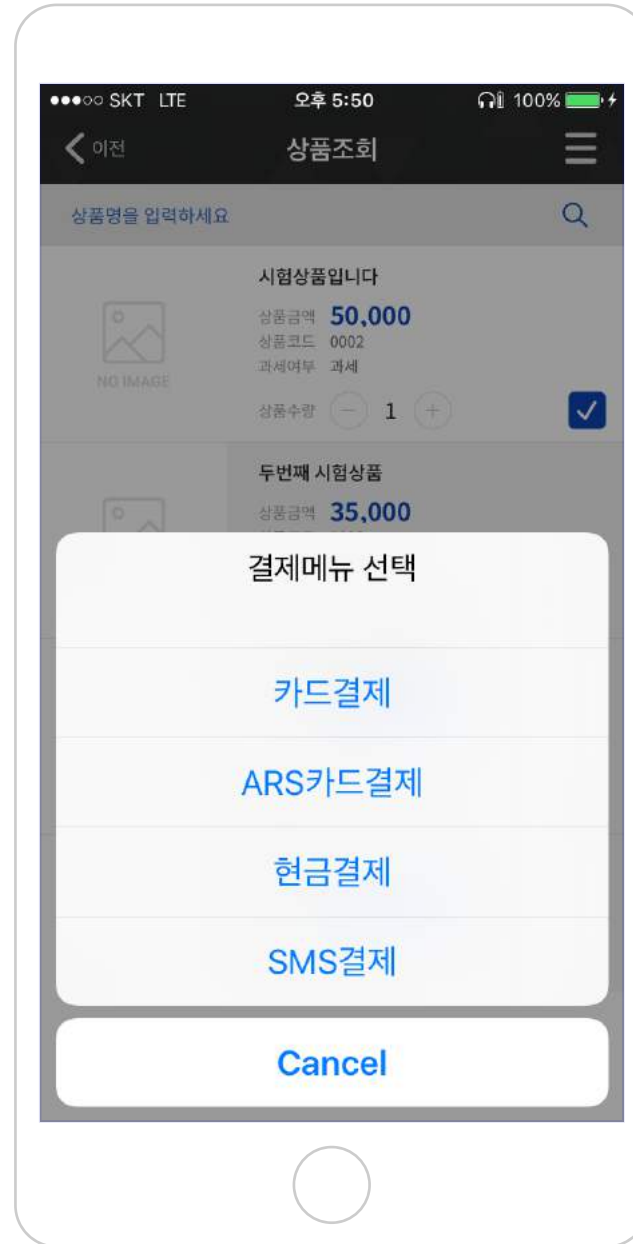 SKT LTE 오후 5:50 100%
이전 상품조회
상품명을 입력하세요
시험상품입니다
상품금액 50,000
상품코드 0002
과세여부 과세
NO IMAGE
상품수량 1
두번째 시험상품
상품금액 35,000
결제메뉴 선택
카드결제
ARS카드결제
현금결제
SMS결제
Cancel